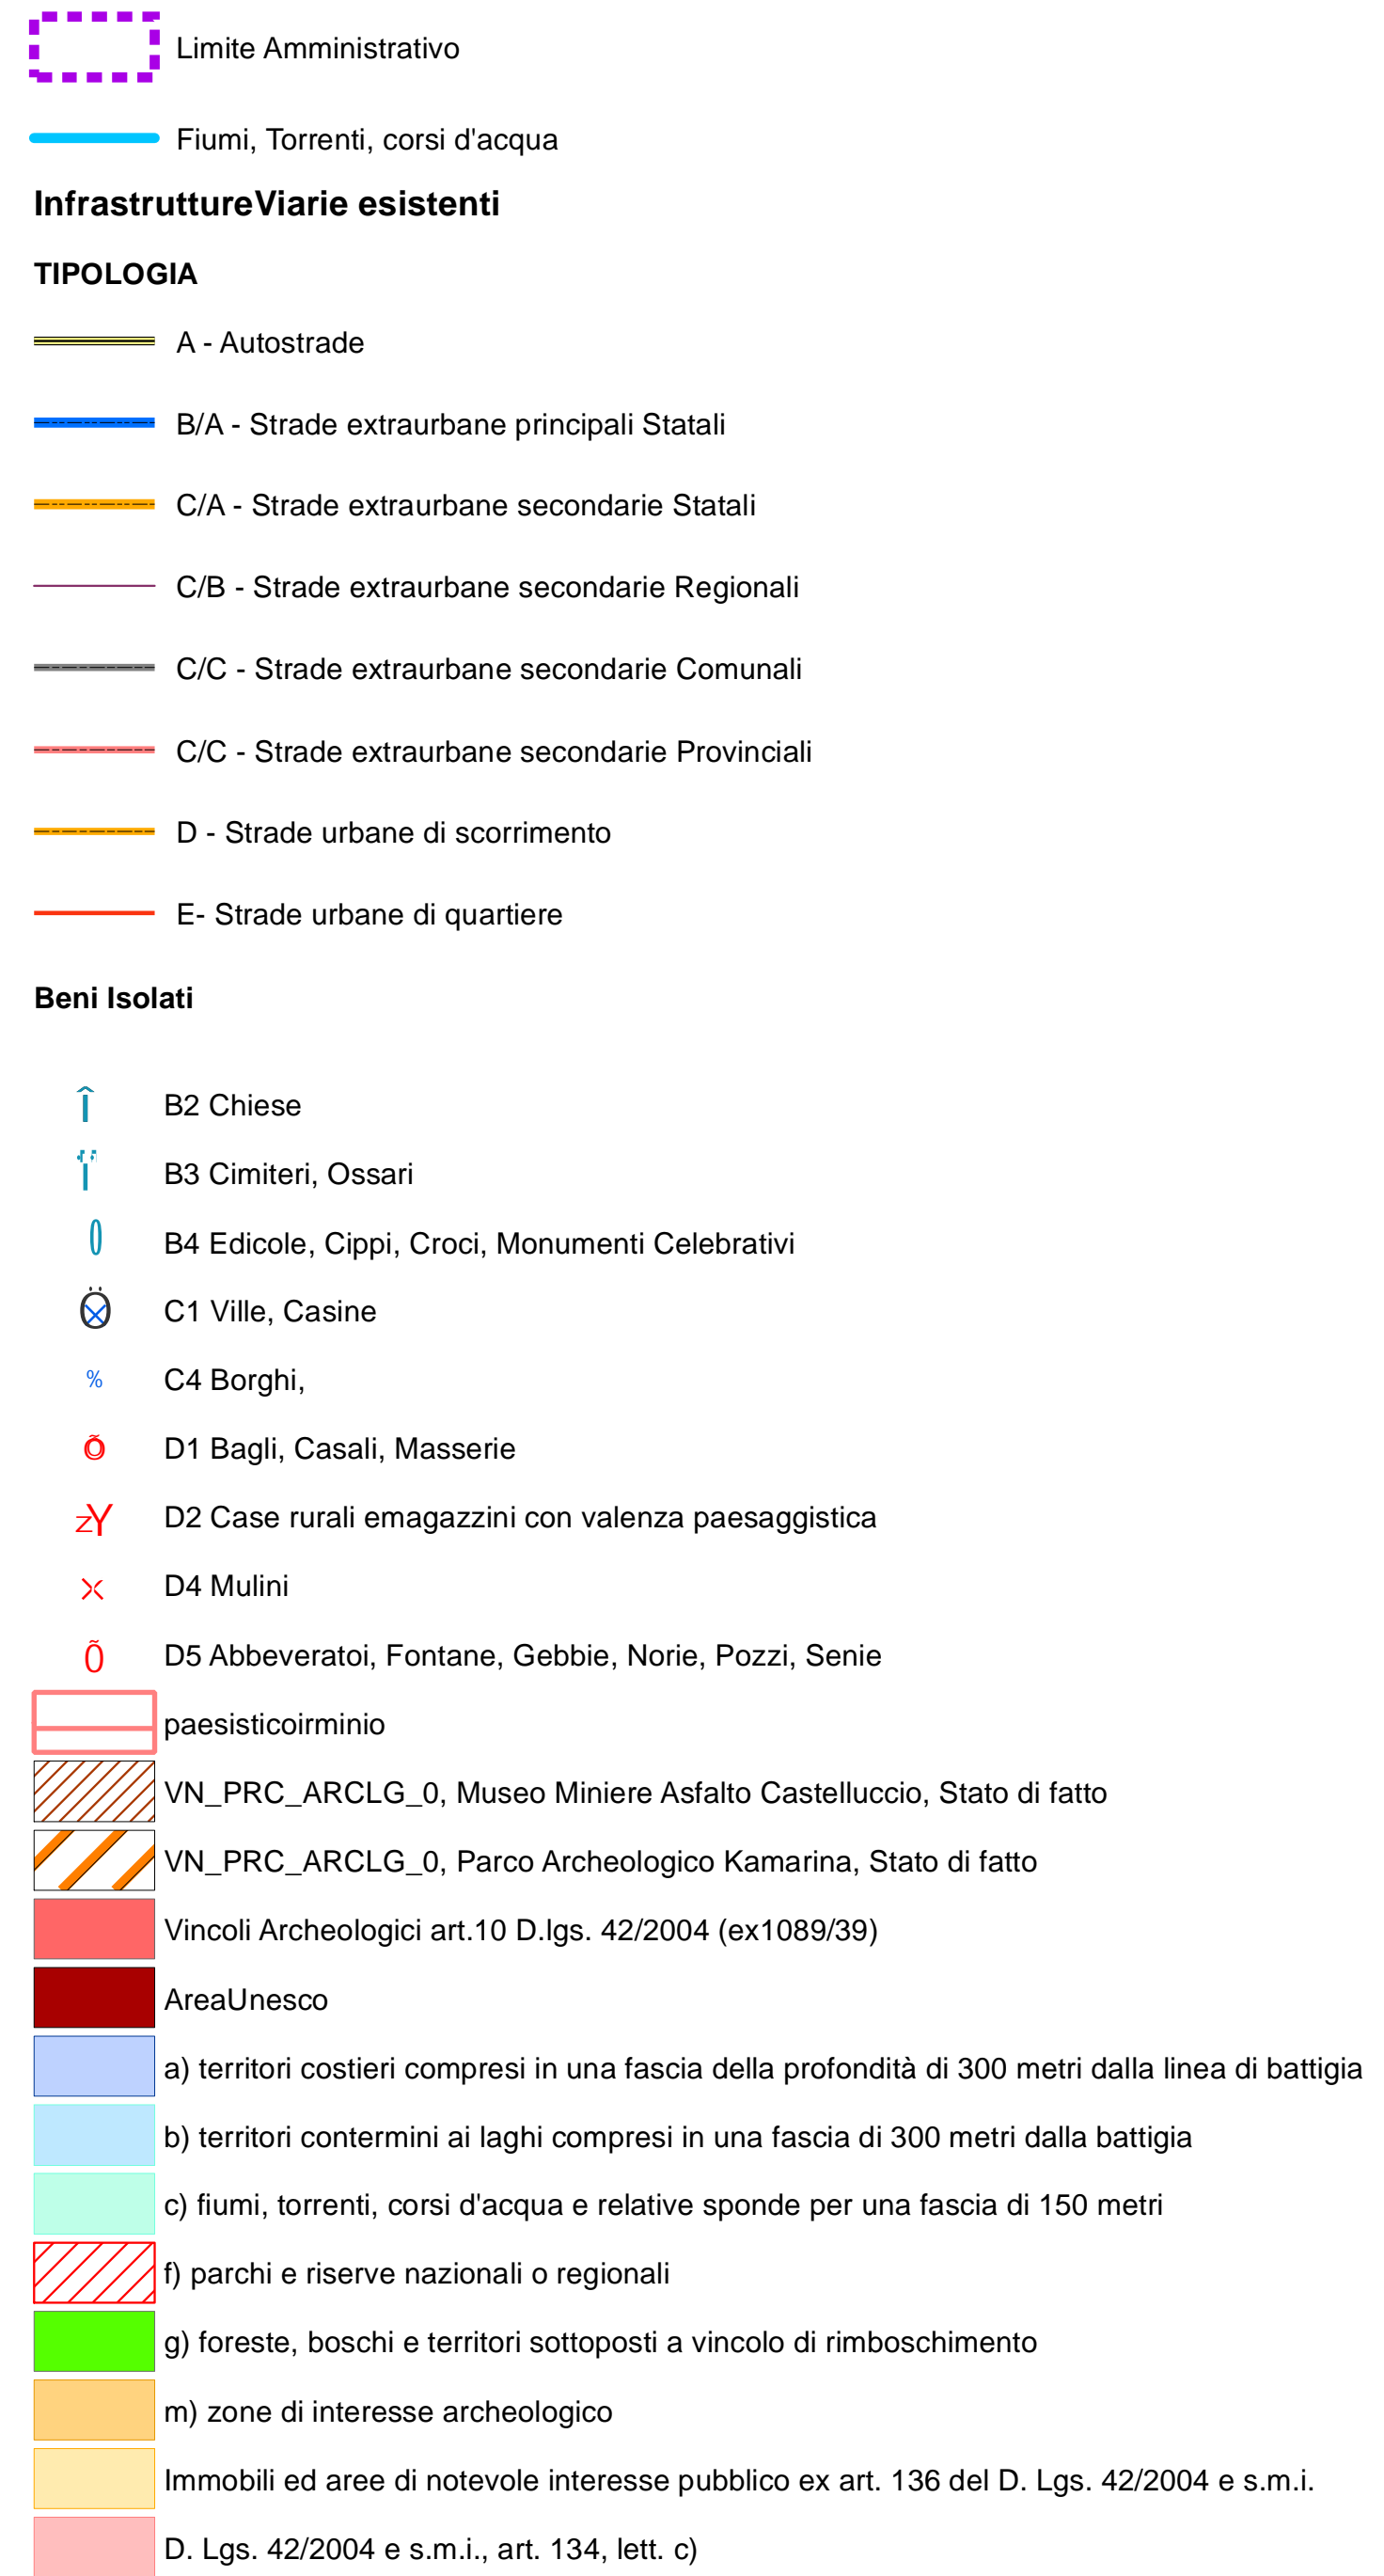 Limite Amministrativo
Fiumi, Torrenti, corsi d'acqua
InfrastruttureViarie esistenti
TIPOLOGIA
A - Autostrade
B/A - Strade extraurbane principali Statali
C/A - Strade extraurbane secondarie Statali
C/B - Strade extraurbane secondarie Regionali
C/C - Strade extraurbane secondarie Comunali
C/C - Strade extraurbane secondarie Provinciali
D - Strade urbane di scorrimento
E- Strade urbane di quartiere
Beni Isolati
Î B2 Chiese
Ï B3 Cimiteri, Ossari
0 B4 Edicole, Cippi, Croci, Monumenti Celebrativi
Ö C1 Ville, Casine
% C4 Borghi,
Õ D1 Bagli, Casali, Masserie
zY D2 Case rurali emagazzini con valenza paesaggistica
D4 Mulini
Õ D5 Abbeveratoi, Fontane, Gebbie, Norie, Pozzi, Senie
paesisticoirminio
VN_PRC_ARCLG_0, Museo Miniere Asfalto Castelluccio, Stato di fatto
VN_PRC_ARCLG_0, Parco Archeologico Kamarina, Stato di fatto
Vincoli Archeologici art.10 D.lgs. 42/2004 (ex1089/39)
AreaUnesco
a) territori costieri compresi in una fascia della profondità di 300 metri dalla linea di battigia
b) territori contermini ai laghi compresi in una fascia di 300 metri dalla battigia
c) fiumi, torrenti, corsi d'acqua e relative sponde per una fascia di 150 metri
f) parchi e riserve nazionali o regionali
g) foreste, boschi e territori sottoposti a vincolo di rimboschimento
m) zone di interesse archeologico
Immobili ed aree di notevole interesse pubblico ex art. 136 del D. Lgs. 42/2004 e s.m.i.
D. Lgs. 42/2004 e s.m.i., art. 134, lett. c)